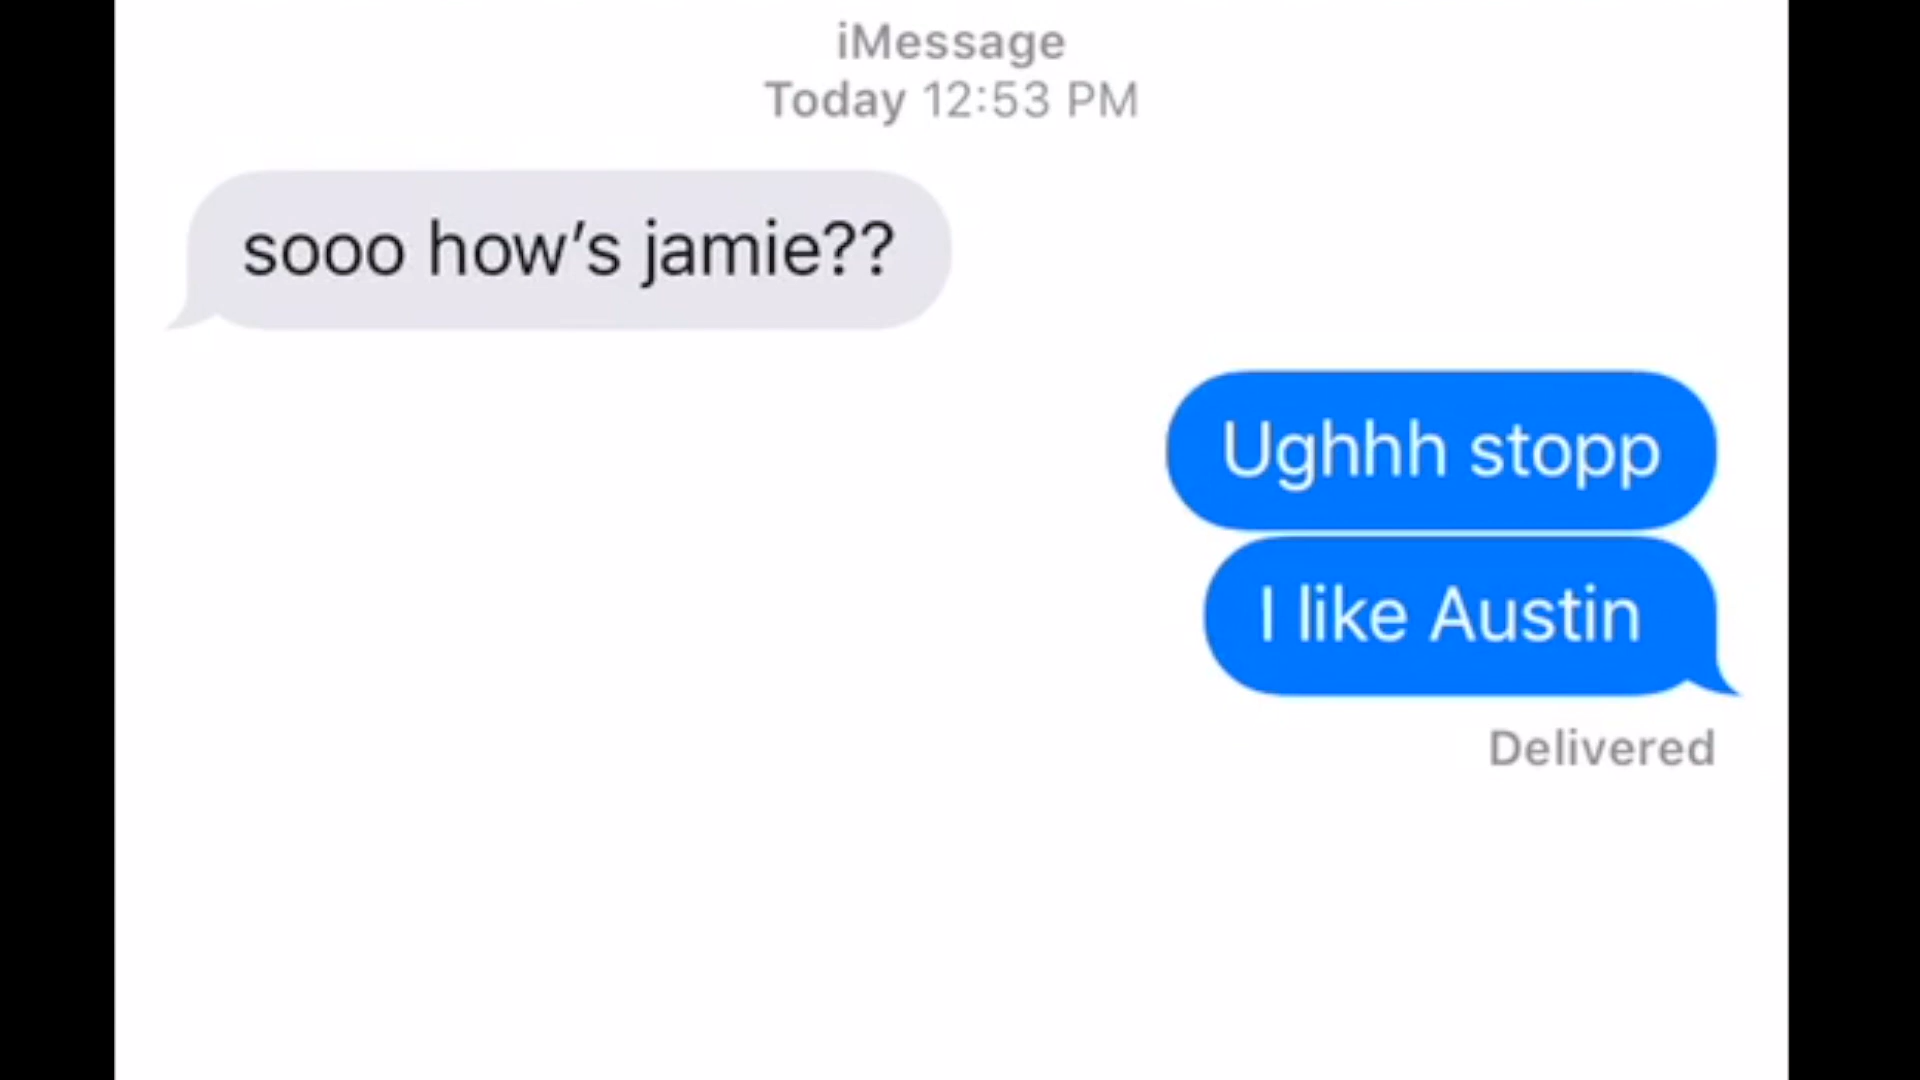 iMessage
Today 12:53 PM
sooo how’s jamie??
Ughhh stopp
I like Austin
Delivered